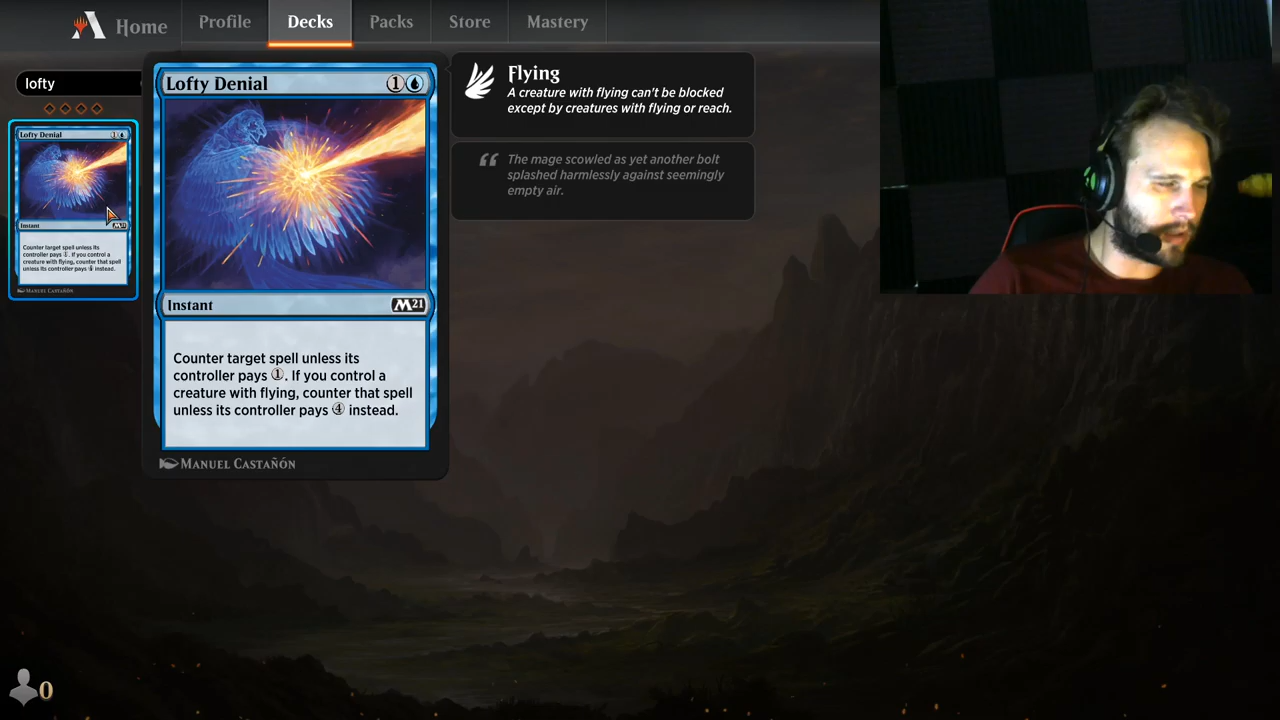 Home
Profile
Decks
Packs
Store
Mastery
lofty
Lofty Denial 1
Instant
M21
Counter target spell unless its
controller pays 1. If you control a
creature with flying, counter that spell
unless its controller pays 4 instead.
MANUEL CASTAÑÓN
Lofty Denial 1
Instant
M21
Counter target spell unless its
controller pays 1. If you control a
creature with flying, counter that spell
unless its controller pays 4 instead.
MANUEL CASTAÑÓN
Flying
A creature with flying can't be blocked
except by creatures with flying or reach.
The mage scowled as yet another bolt
splashed harmlessly against seemingly
empty air.
0